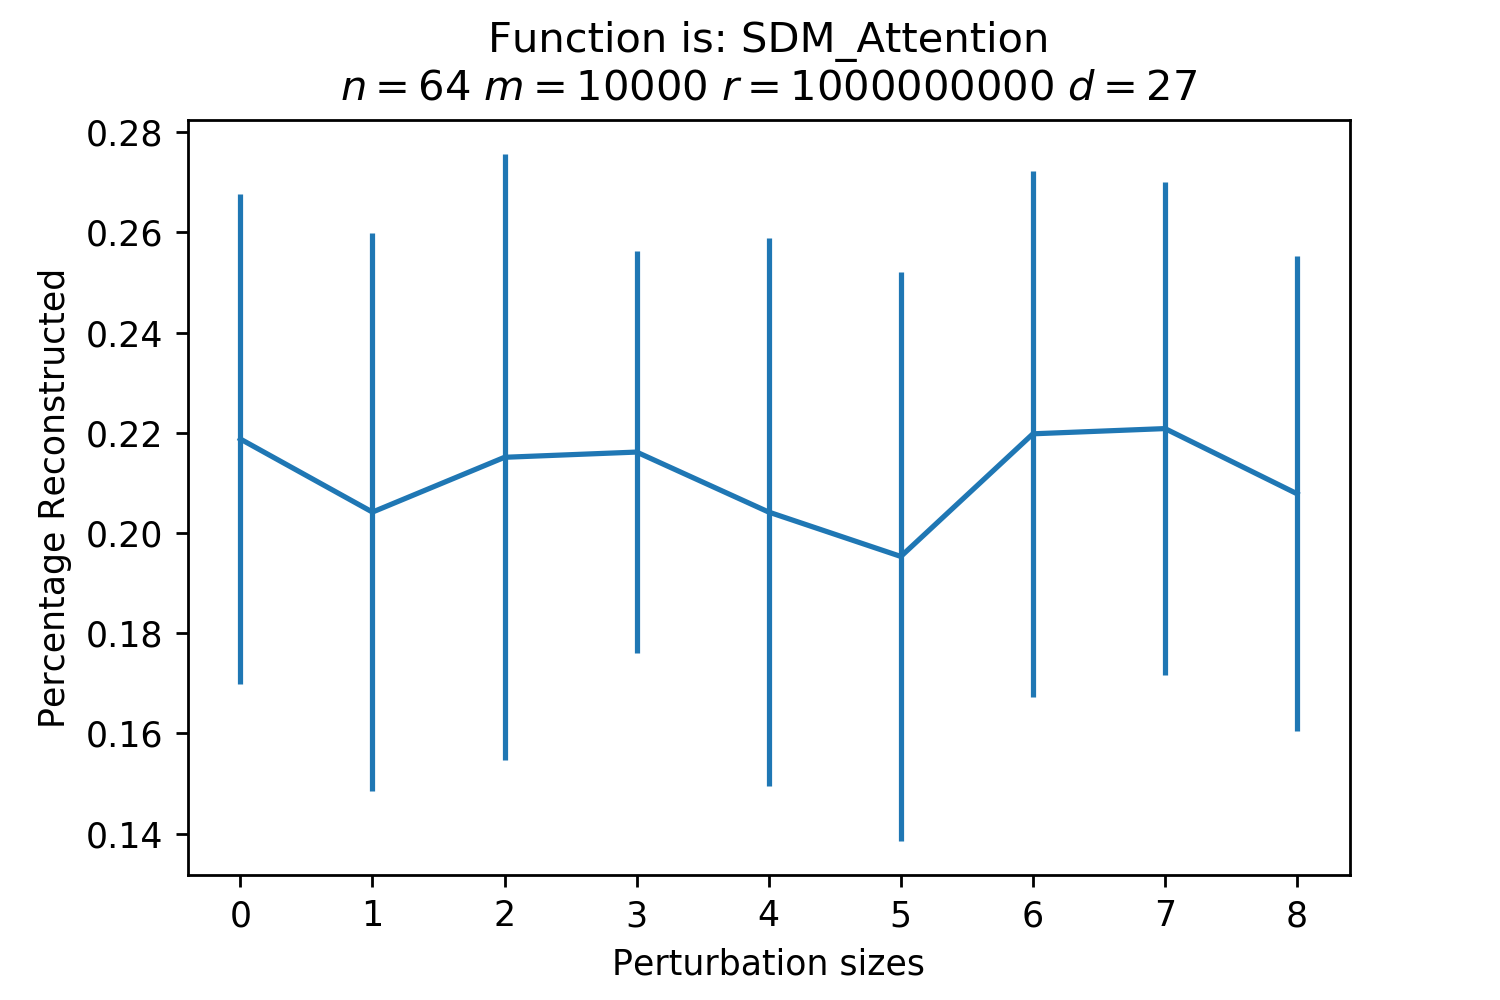 Function is: SDM_Attention
n = 64 m = 10000 r = 1000000000 d = 27
0.28
0.26
0.24
0.22
0.20
0.18
0.16
0.14
Percentage Reconstructed
0 1 2 3 4 5 6 7 8
Perturbation sizes